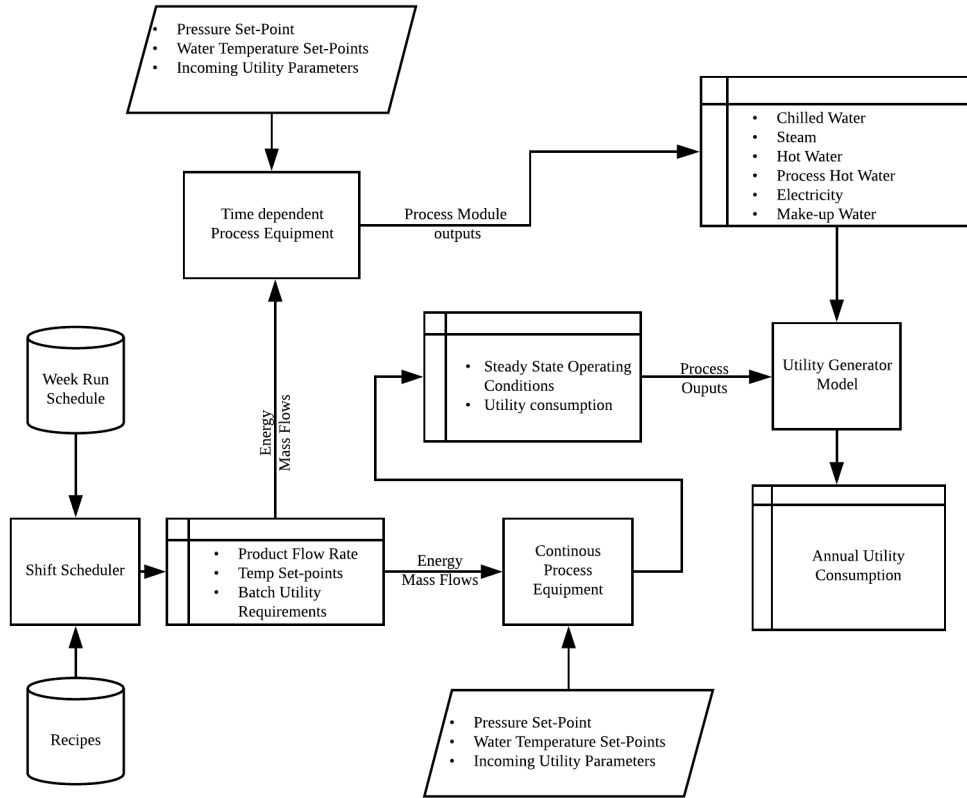 • Pressure Set-Point
• Water Temperature Set-Points
• Incoming Utility Parameters
• Chilled Water
• Steam
• Hot Water
• Process Hot Water
• Electricity
• Make-up Water
Time dependent
Process Equipment
Process Module
outputs
Week Run
Schedule
Energy
Mass Flows
• Steady State Operating
Conditions
• Utility consumption
Process
Ouputs
Utility Generator
Model
Shift Scheduler
• Product Flow Rate
• Temp Set-points
• Batch Utility
Requirements
Energy
Mass Flows
Continous
Process
Equipment
Annual Utility
Consumption
Recipes
• Pressure Set-Point
• Water Temperature Set-Points
• Incoming Utility Parameters